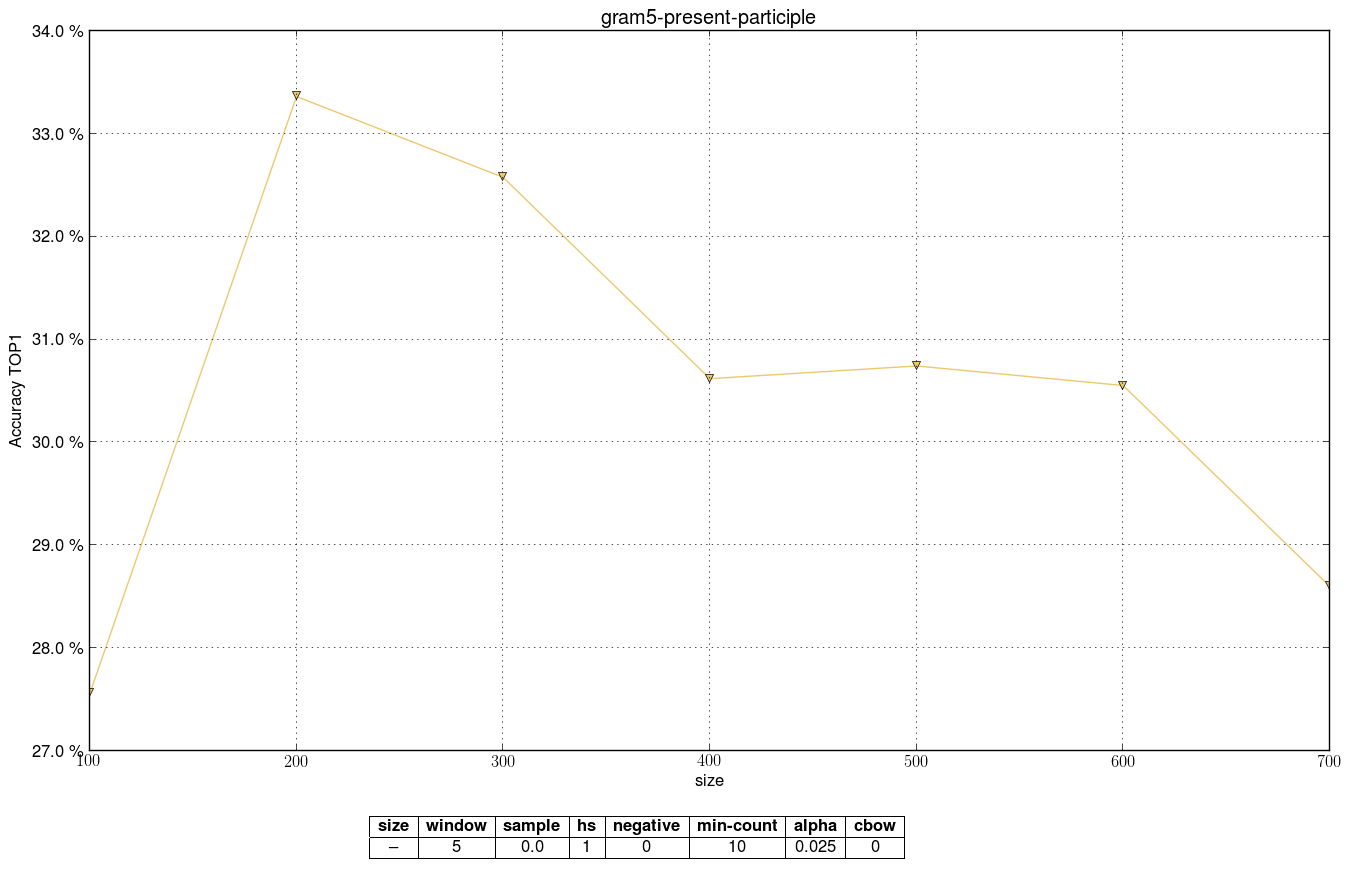 gram5-present-participle
34.0 %
33.0 %
32.0 %
31.0 %
30.0 %
29.0 %
28.0 %
27.0 %
Accuracy TOP1
100 200 300 400 500 600 700
size
size window sample hs negative min-count alpha cbow
– 5 0.0 1 0 10 0.025 0